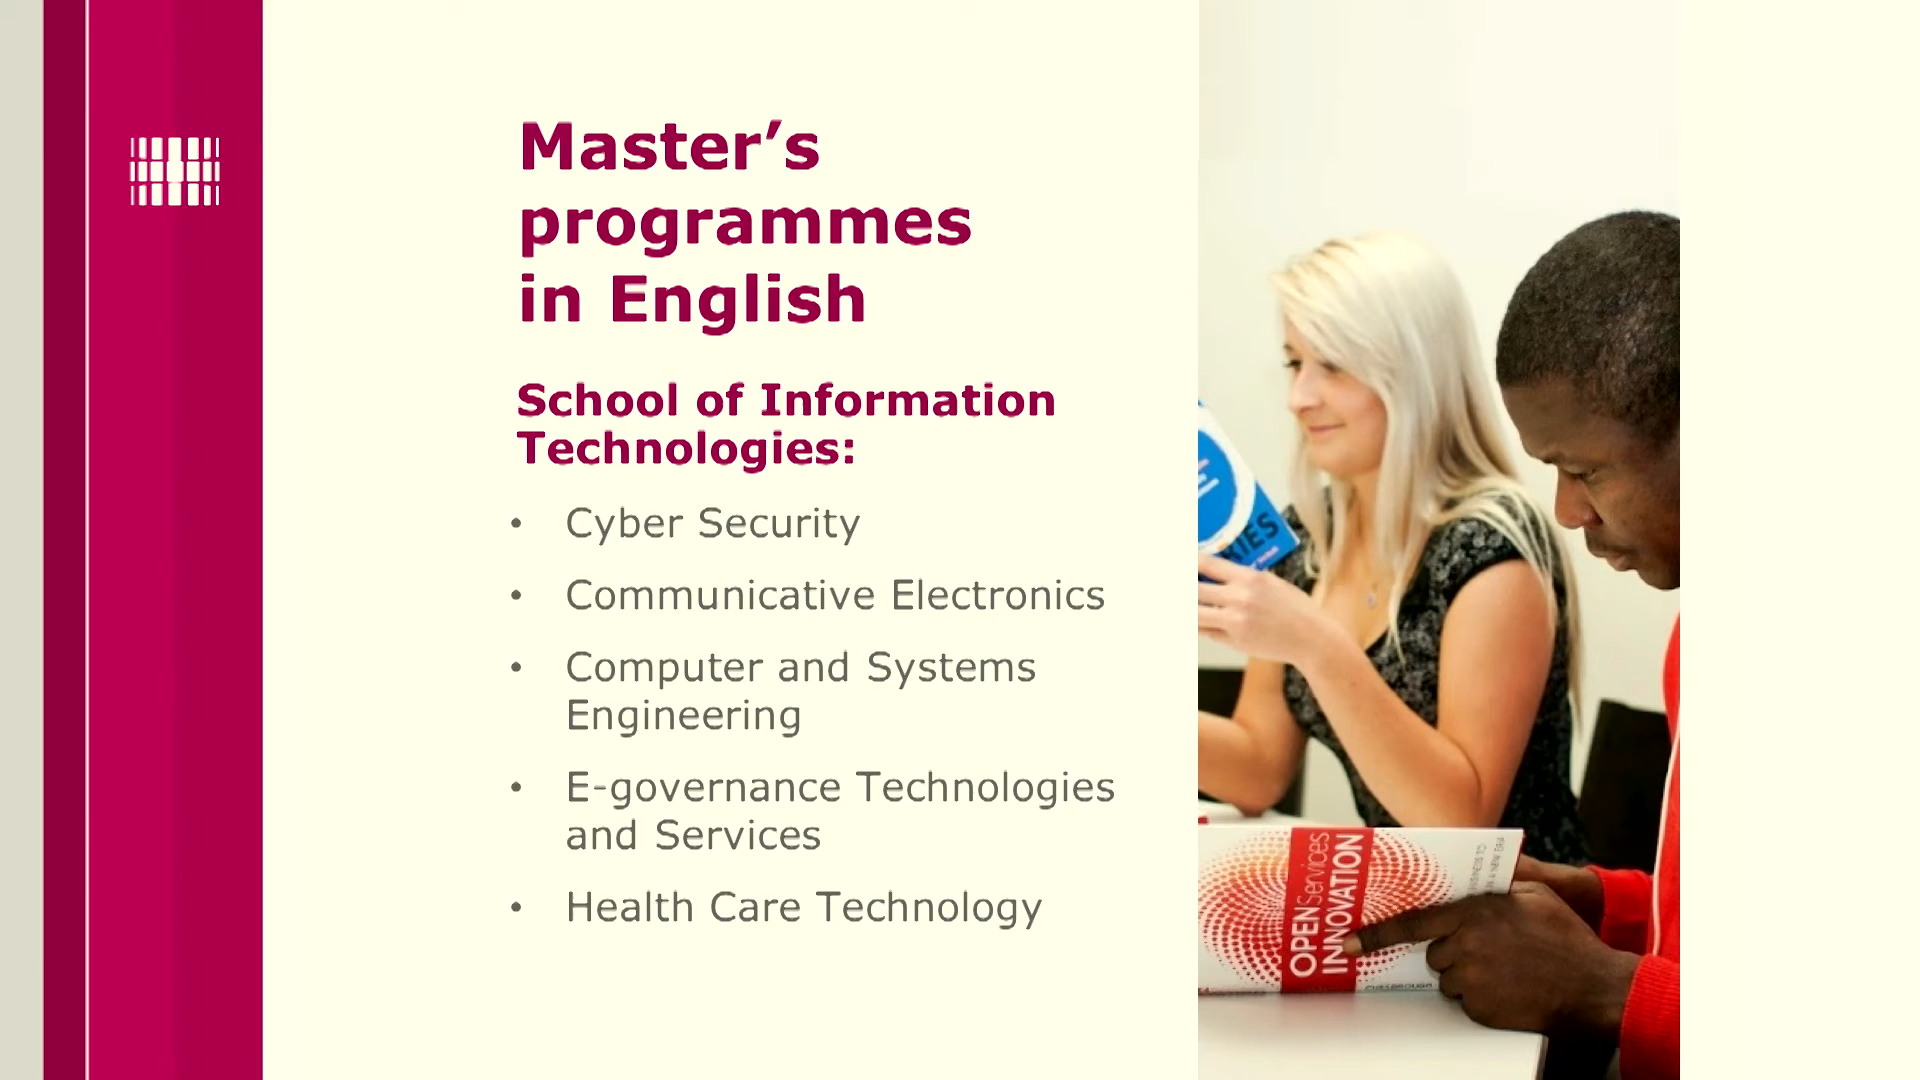 Master’s
programmes
in English
School of Information
Technologies:
• Cyber Security
• Communicative Electronics
• Computer and Systems
Engineering
• E-governance Technologies
and Services
• Health Care Technology
OPEN services
INNOVATION